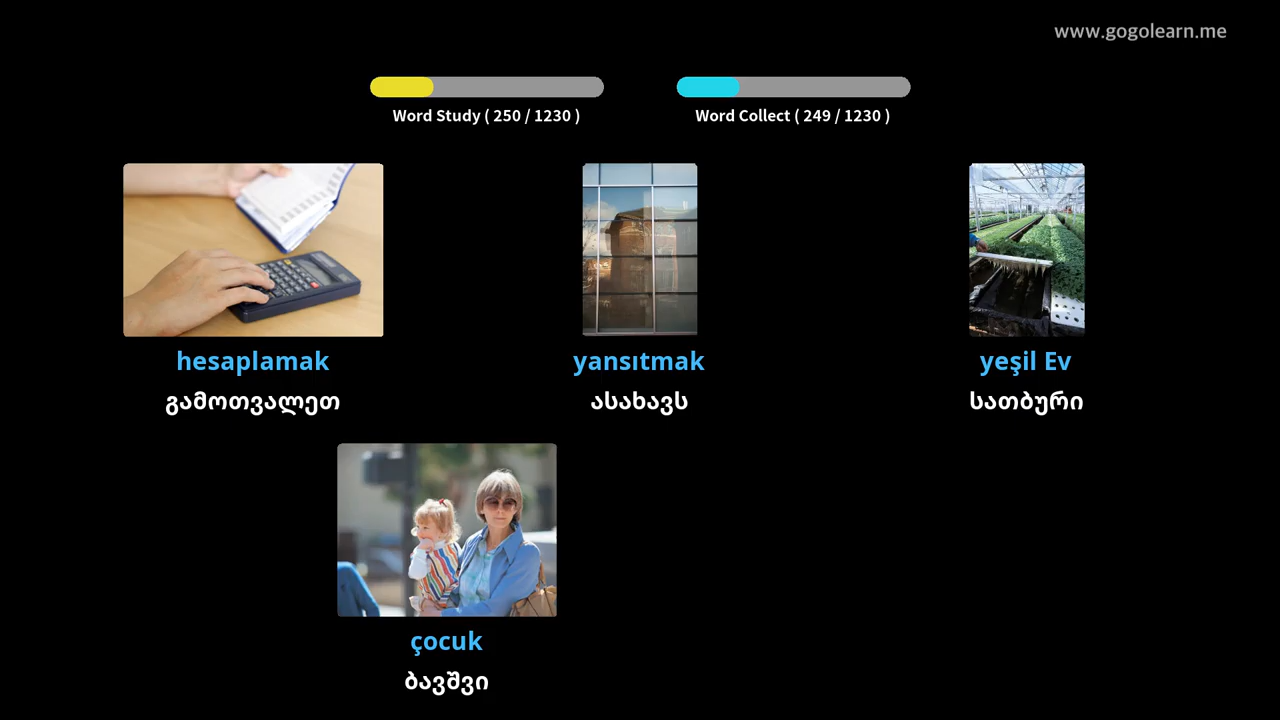 www.gogolearn.me
Word Study ( 250 / 1230 )
Word Collect ( 249 / 1230 )
hesaplamak
გამოთვალეთ
yansıtmak
ასახავს
yeşil Ev
სათბური
çocuk
ბავშვი